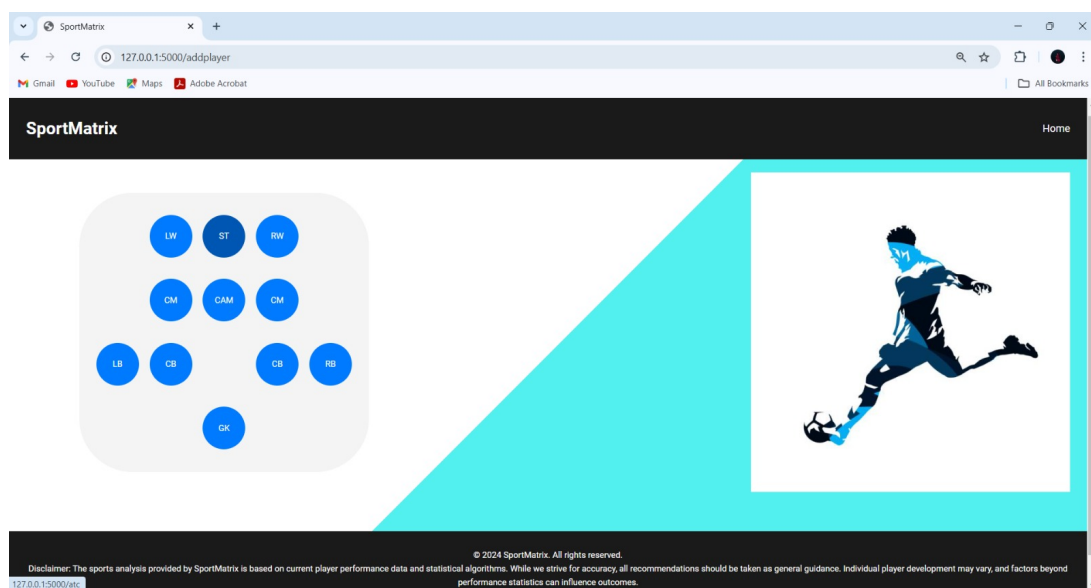 SportMatrix
127.0.0.1:5000/addplayer
Gmail YouTube Maps Adobe Acrobat All Bookmarks
SportMatrix Home
LW ST RW
CM CAM CM
LB CB CB RB
GK
© 2024 SportMatrix. All rights reserved.
Disclaimer: The sports analysis provided by SportMatrix is based on current player performance data and statistical algorithms. While we strive for accuracy, all recommendations should be taken as general guidance. Individual player development may vary, and factors beyond
performance statistics can influence outcomes.
127.0.0.1:5000/atc